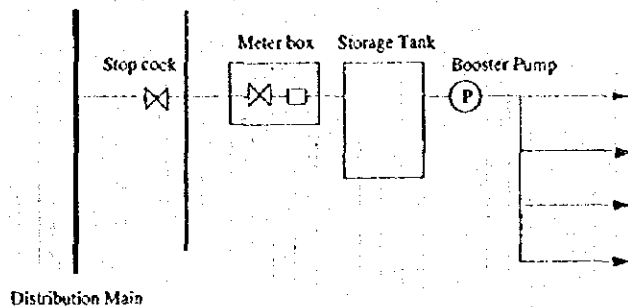 Meter box
Storage Tank
Stop cock
Booster Pump
P
Distribution Main